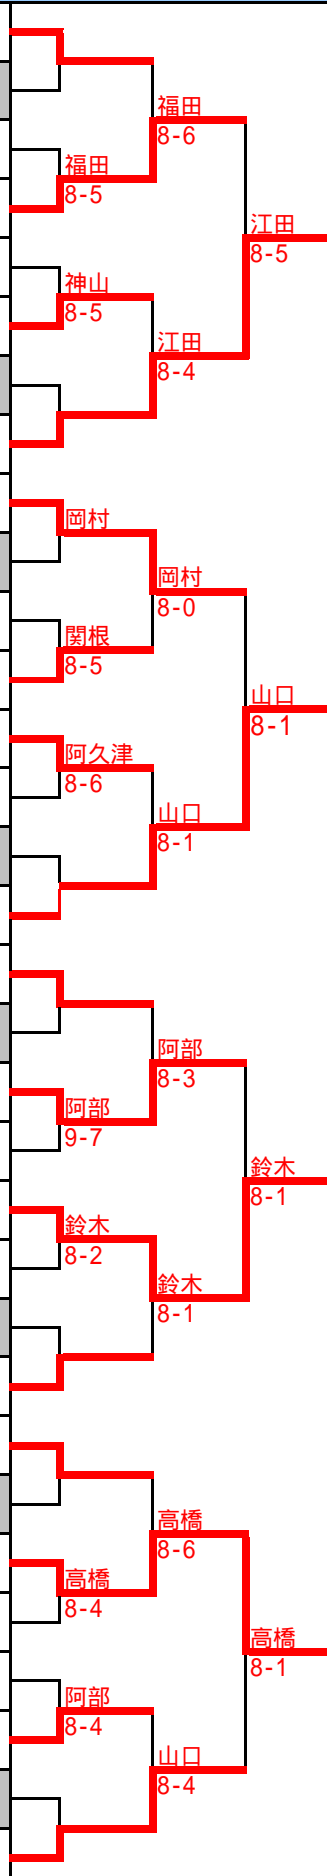 福田
8-6
福田
8-5
江田
8-5
神山
8-5
江田
8-4
岡村
岡村
8-0
関根
8-5
山口
8-1
阿久津
8-6
山口
8-1
阿部
8-3
阿部
9-7
鈴木
8-1
鈴木
8-2
鈴木
8-1
高橋
8-6
高橋
8-4
高橋
8-1
阿部
8-4
山口
8-4